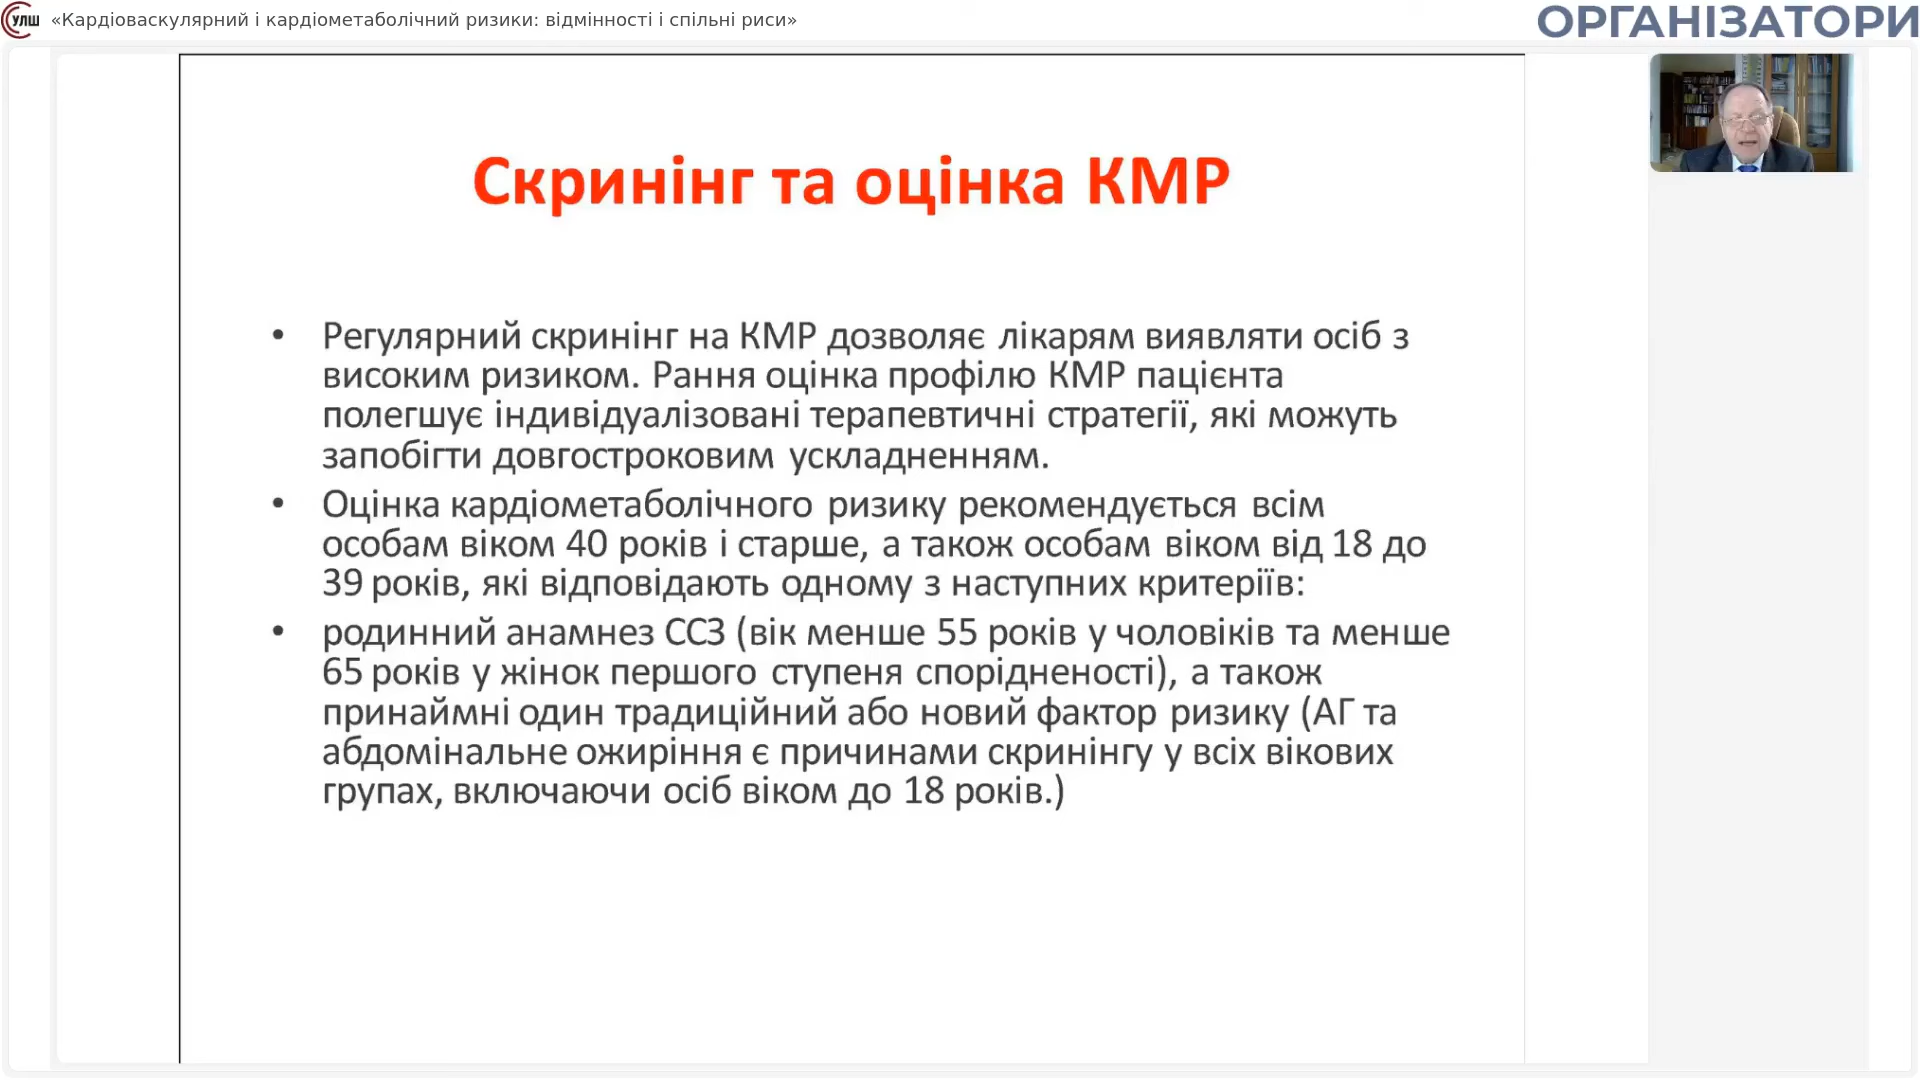 УЛШ «Кардіоваскулярний і кардіометаболічний ризики: відмінності і спільні риси»
ОРГАНІЗАТОРИ
Скринінг та оцінка КМР
• Регулярний скринінг на КМР дозволяє лікарям виявляти осіб з
високим ризиком. Рання оцінка профілю КМР пацієнта
полегшує індивідуалізовані терапевтичні стратегії, які можуть
запобігти довгостроковим ускладненням.
• Оцінка кардіометаболічного ризику рекомендується всім
особам віком 40 років і старше, а також особам віком від 18 до
39 років, які відповідають одному з наступних критеріїв:
• родинний анамнез ССЗ (вік менше 55 років у чоловіків та менше
65 років у жінок першого ступеня спорідненості), а також
принаймні один традиційний або новий фактор ризику (АГ та
абдомінальне ожиріння є причинами скринінгу у всіх вікових
групах, включаючи осіб віком до 18 років.)